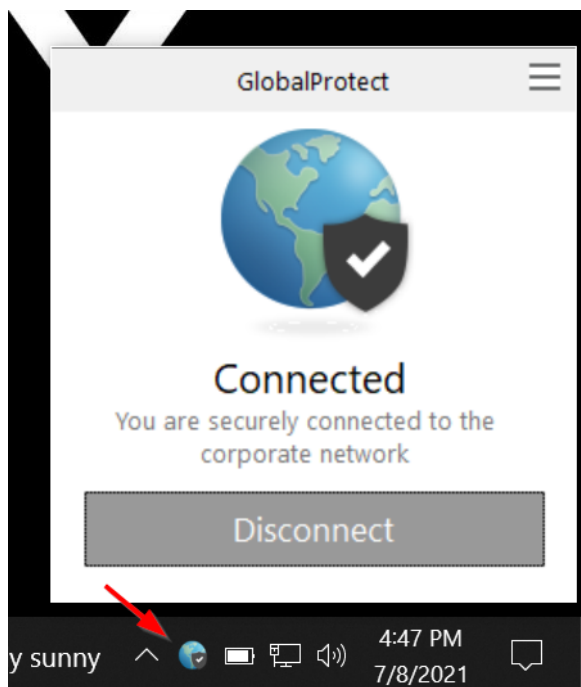 GlobalProtect
Connected
You are securely connected to the
corporate network
Disconnect
y sunny
4:47 PM
7/8/2021